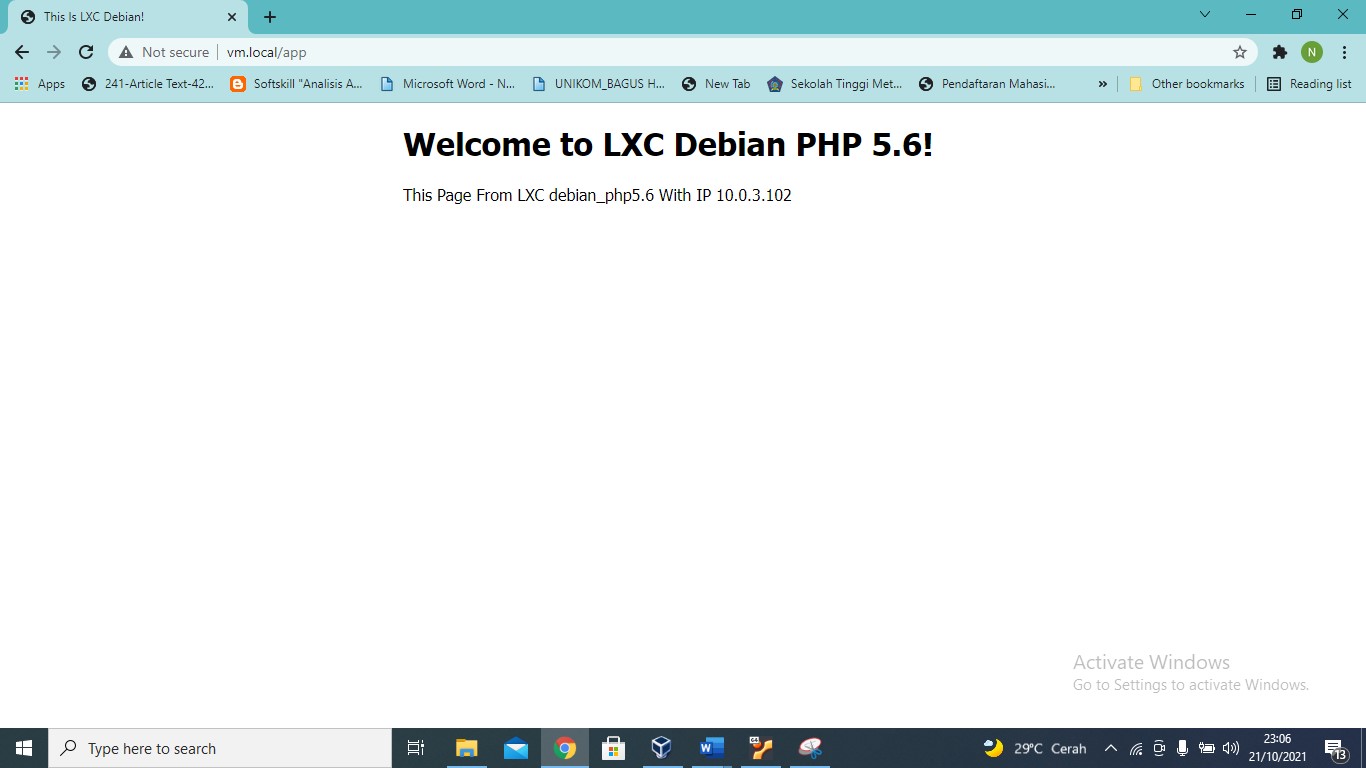 This Is LXC Debian!
Not secure vm.local/app
N
Apps 241-Article Text-42... Softskill "Analisis A... Microsoft Word - N... UNIKOM_BAGUS H... New Tab Sekolah Tinggi Met... Pendaftaran Mahasi... » Other bookmarks Reading list
Welcome to LXC Debian PHP 5.6!
This Page From LXC debian_php5.6 With IP 10.0.3.102
Activate Windows
Go to Settings to activate Windows.
Type here to search
64
29°C Cerah
23:06
21/10/2021
13